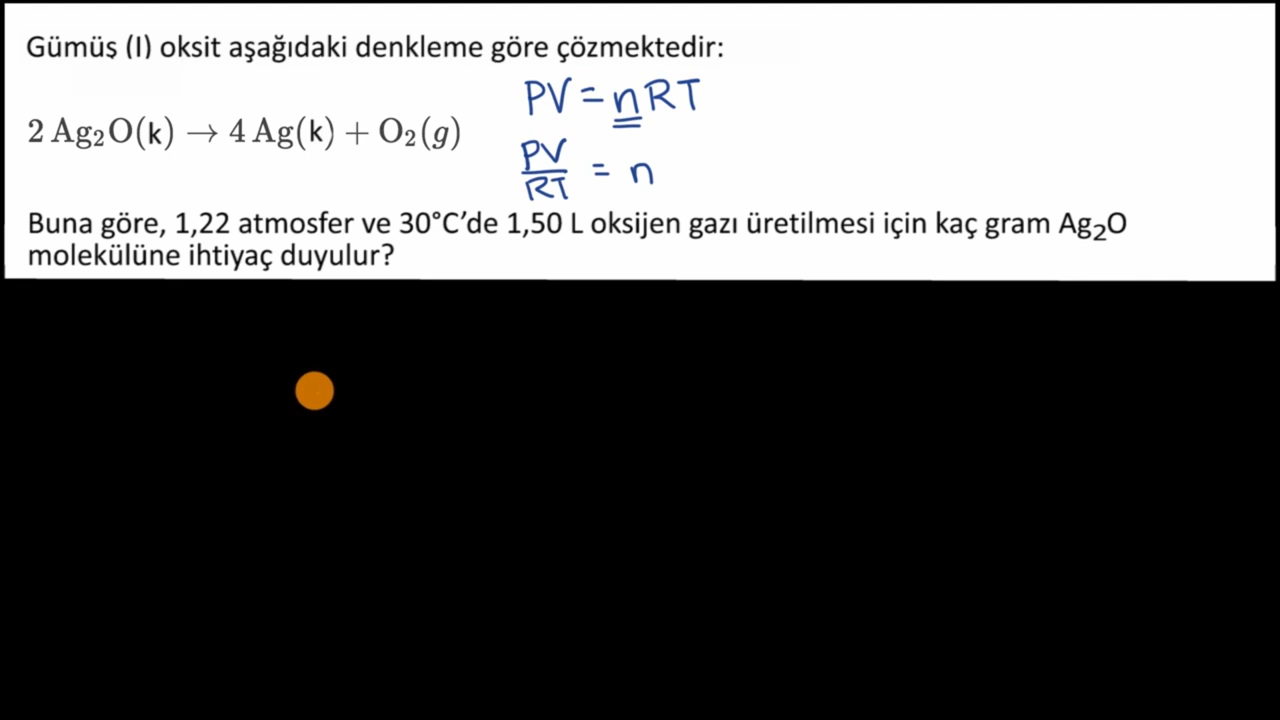 Gümüş (I) oksit aşağıdaki denkleme göre çözmektedir:
PV = nRT
2 Ag₂O(k) → 4 Ag(k) + O₂(g)
PV/RT = n
Buna göre, 1,22 atmosfer ve 30°C’de 1,50 L oksijen gazı üretilmesi için kaç gram Ag₂O
molekülüne ihtiyaç duyulur?